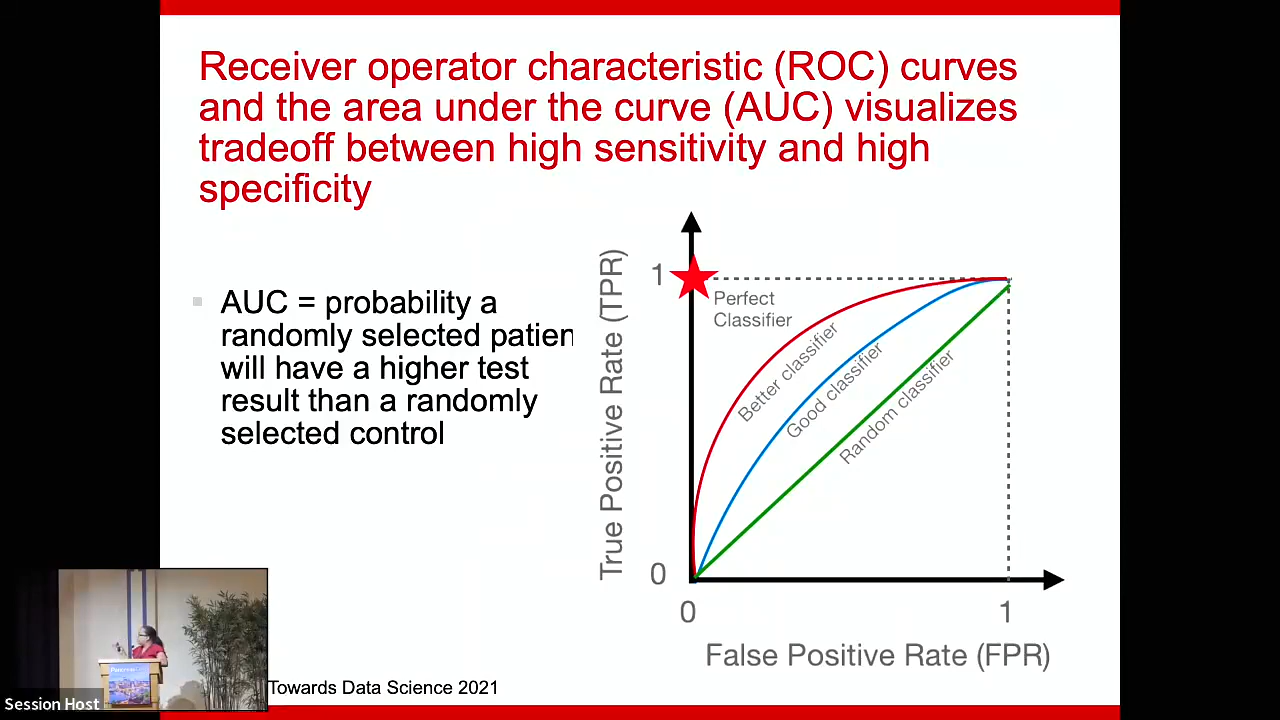 Receiver operator characteristic (ROC) curves
and the area under the curve (AUC) visualizes
tradeoff between high sensitivity and high
specificity
AUC = probability a
randomly selected patien
will have a higher test
result than a randomly
selected control
True Positive Rate (TPR)
1
Perfect
Classifier
Better classifier
Good classifier
Random classifier
0
0
1
False Positive Rate (FPR)
Towards Data Science 2021
Session Host